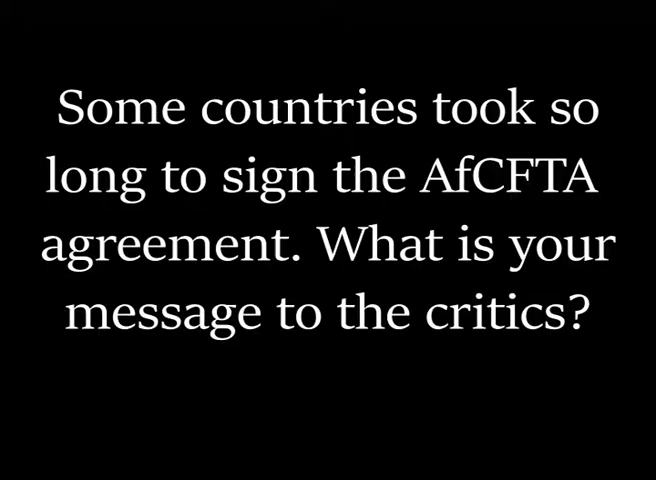 Some countries took so
long to sign the AfCFTA
agreement. What is your
message to the critics?